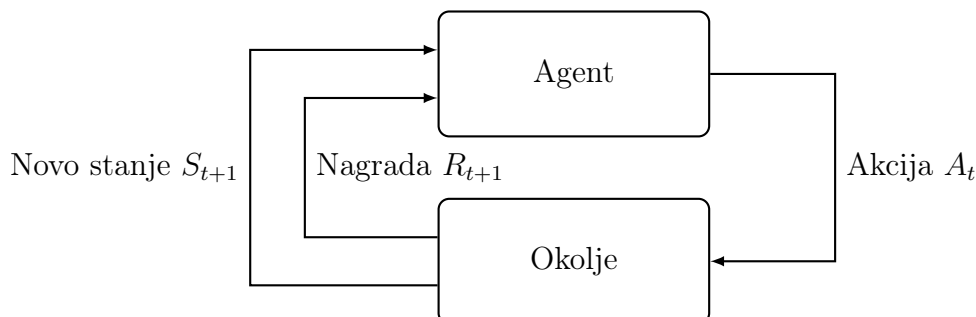 Agent
Novo stanje $S_{t+1}$
Nagrada $R_{t+1}$
Akcija $A_t$
Okolje